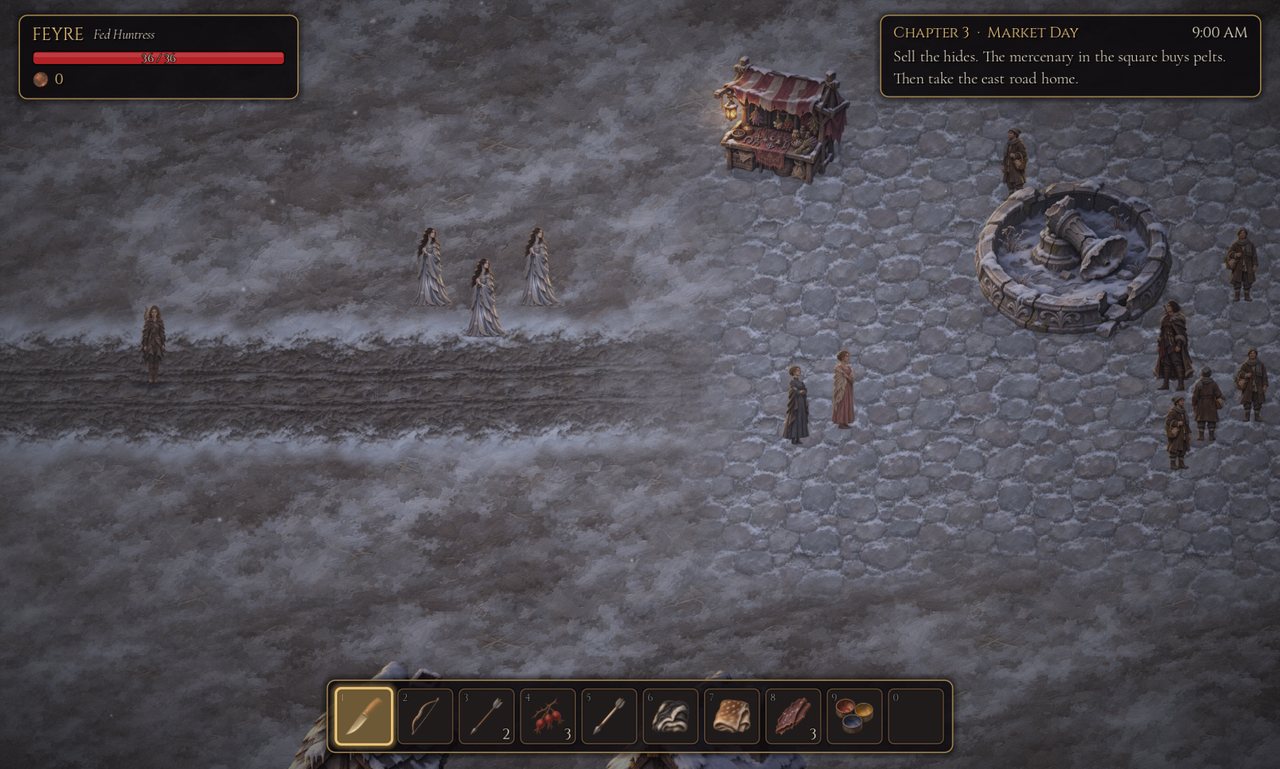 FEYRE Fed Huntress
36 / 36
0
CHAPTER 3 · MARKET DAY 9:00 AM
Sell the hides. The mercenary in the square buys pelts.
Then take the east road home.
1 2 3 4 5 6 7 8 9 0
2 3 3